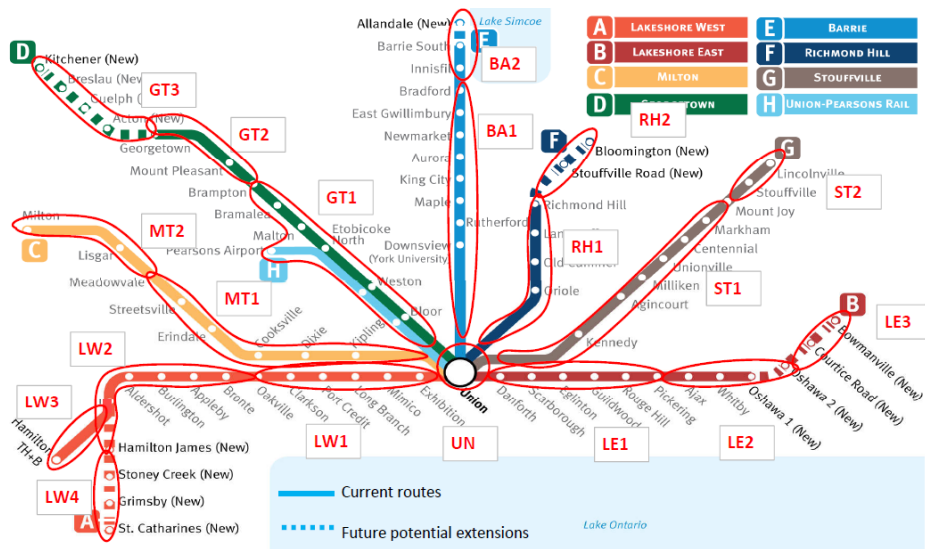 Allandale (New)
Lake Simcoe
Barrie South
E
Innisfil
BA2
Bradford
East Gwillimbury
Newmarket
BA1
Aurora
King City
Maple
Rutherford
Downsview
(York University)
A LAKESHORE WEST
B LAKESHORE EAST
C MILTON
D
E BARRIE
F RICHMOND HILL
G STOUFFVILLE
H UNION-PEARSONS RAIL
D
Kitchener (New)
Breslau (New)
Guelph (New)
Acton (New)
GT3
Georgetown
GT2
Mount Pleasant
Brampton
GT1
Bramalea
Etobicoke
North
Malton
Pearsons Airport
H
Weston
Bloor
RH2
F
Bloomington (New)
Stouffville Road (New)
Richmond Hill
RH1
Oriole
G
Lincolnville
Stouffville
ST2
Mount Joy
Markham
Centennial
Unionville
Milliken
ST1
Agincourt
Kennedy
Milton
C
MT2
Lisgar
Meadowvale
MT1
Streetsville
Erindale
Cooksville
Dixie
Kipling
LW2
LW3
Hamilton
TH+B
Aldershot
Burlington
Appleby
Bronte
Oakville
Clarkson
Port Credit
Long Branch
Mimico
Exhibition
Union
LW1
UN
Danforth
Scarborough
Eglinton
Guildwood
Rouge Hill
Pickering
Ajax
Whitby
Oshawa 1 (New)
Oshawa 2 (New)
Courtice Road (New)
Bowmanville (New)
B
LE3
LE1
LE2
Hamilton James (New)
Stoney Creek (New)
LW4
Grimsby (New)
A
St. Catharines (New)
Current routes
Future potential extensions
Lake Ontario